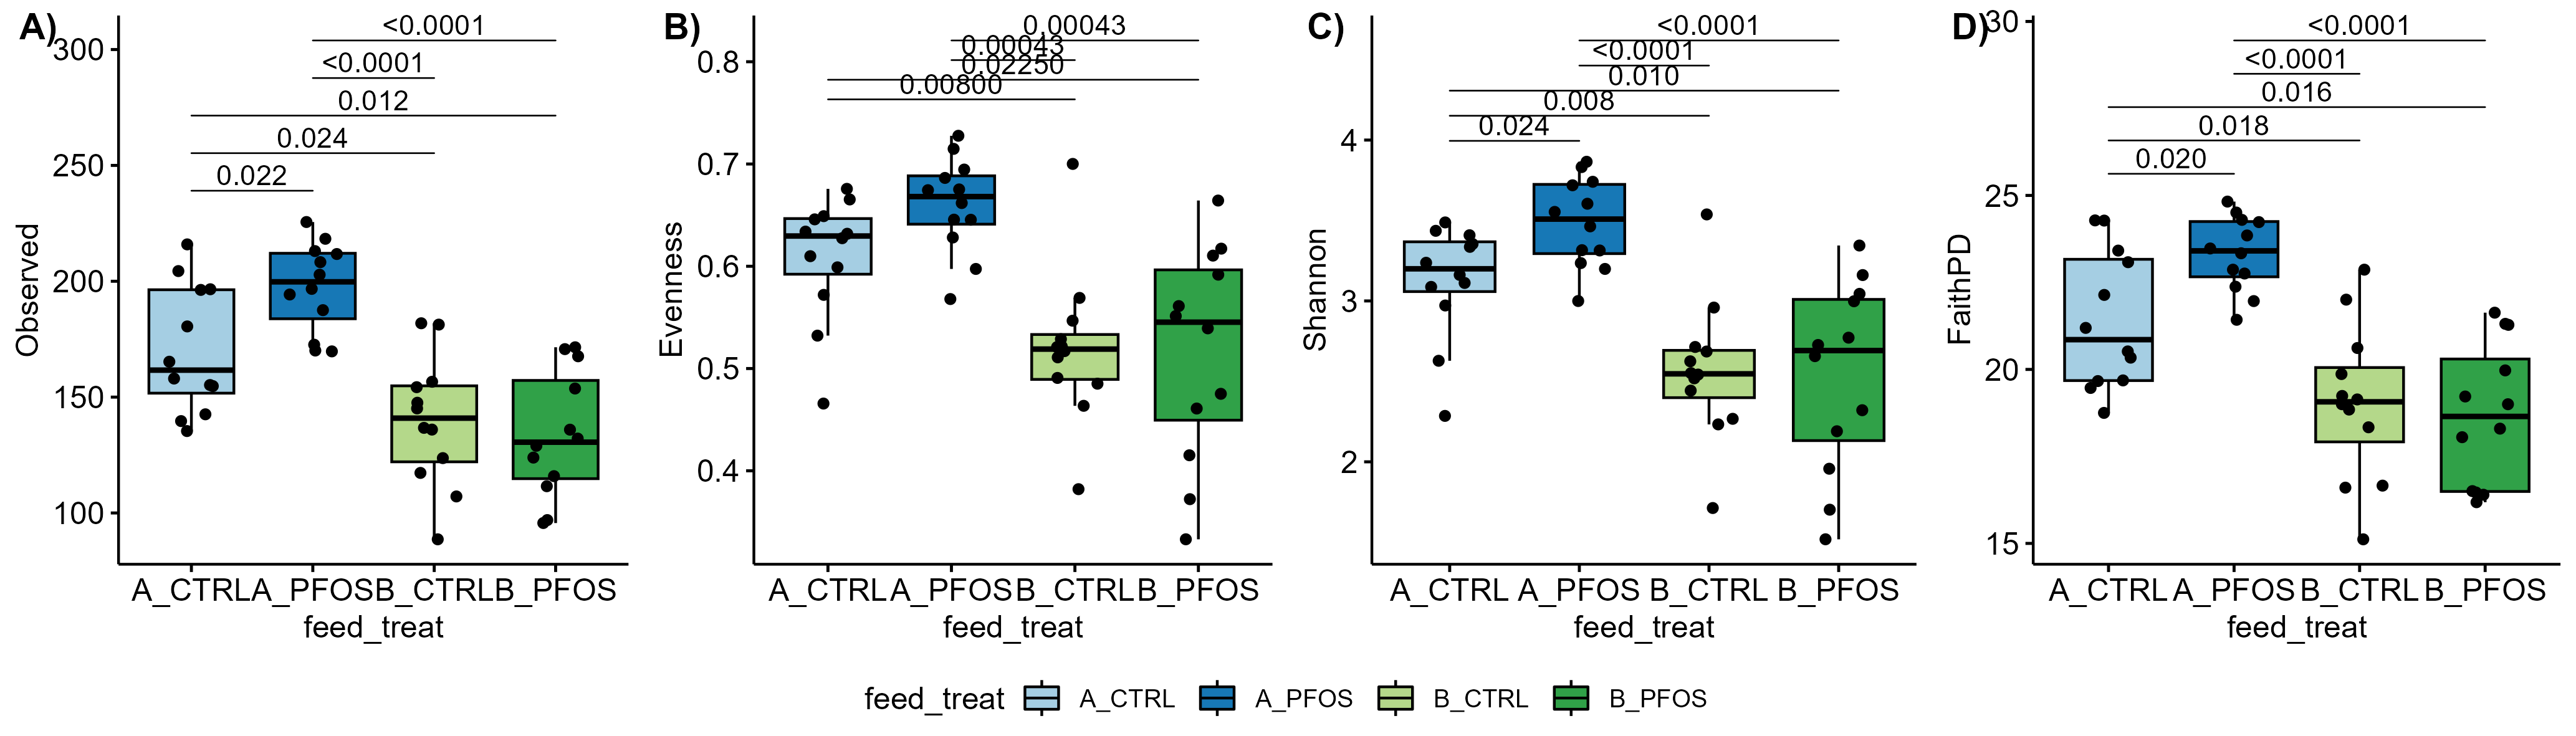 A)
<0.0001
<0.0001
0.012
0.024
0.022
300
250
200
150
100
Observed
A_CTRL A_PFOS B_CTRL B_PFOS
feed_treat
B)
0.00043
0.00043
0.02250
0.00800
0.8
0.7
0.6
0.5
0.4
Evenness
A_CTRL A_PFOS B_CTRL B_PFOS
feed_treat
C)
<0.0001
<0.0001
0.010
0.008
0.024
4
3
2
Shannon
A_CTRL A_PFOS B_CTRL B_PFOS
feed_treat
D)
<0.0001
<0.0001
0.016
0.018
0.020
30
25
20
15
FaithPD
A_CTRL A_PFOS B_CTRL B_PFOS
feed_treat
feed_treat A_CTRL A_PFOS B_CTRL B_PFOS